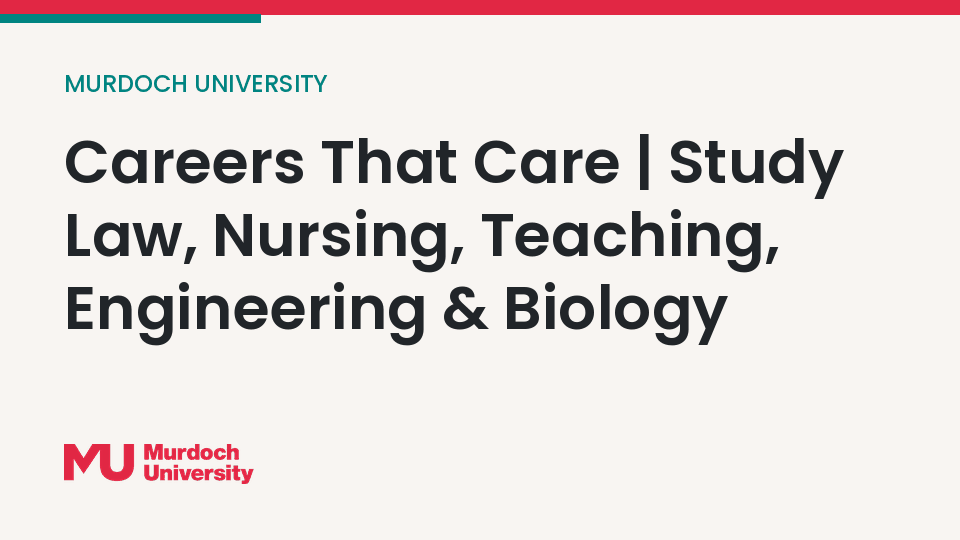 MURDOCH UNIVERSITY
Careers That Care | Study
Law, Nursing, Teaching,
Engineering & Biology
MU Murdoch
University